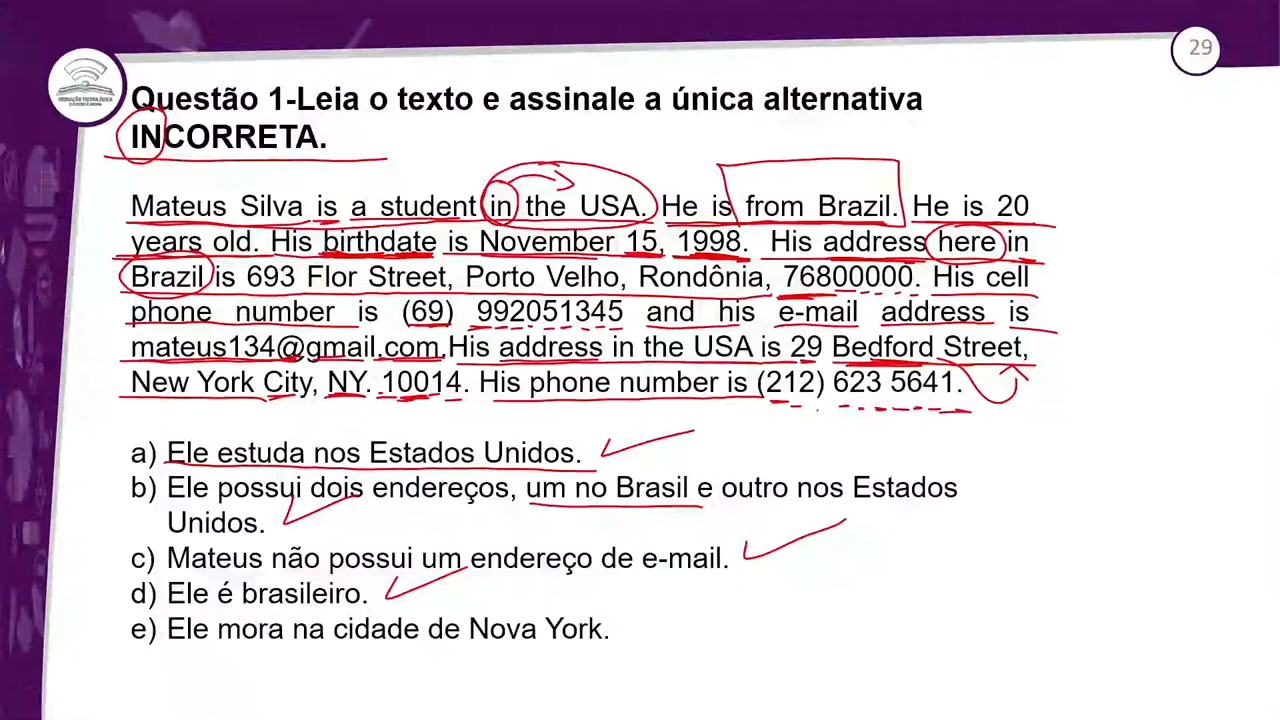 29
Questão 1-Leia o texto e assinale a única alternativa
INCORRETA.
Mateus Silva is a student in the USA. He is from Brazil. He is 20
years old. His birthdate is November 15, 1998. His address here in
Brazil is 693 Flor Street, Porto Velho, Rondônia, 76800000. His cell
phone number is (69) 992051345 and his e-mail address is
mateus134@gmail.com.His address in the USA is 29 Bedford Street,
New York City, NY. 10014. His phone number is (212) 623 5641.
a) Ele estuda nos Estados Unidos.
b) Ele possui dois endereços, um no Brasil e outro nos Estados
Unidos.
c) Mateus não possui um endereço de e-mail.
d) Ele é brasileiro.
e) Ele mora na cidade de Nova York.